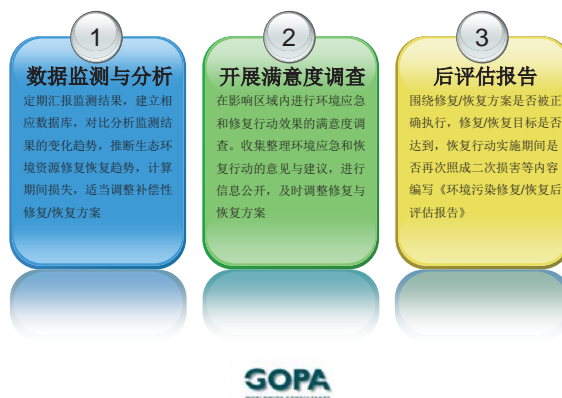 1
数据监测与分析
定期汇报监测结果，建立相
应数据库，对比分析监测结
果的变化趋势，推断生态环
境资源修复恢复趋势，计算
期间损失，适当调整补偿性
修复/恢复方案
2
开展满意度调查
在影响区域内进行环境应急
和修复行动效果的满意度调
查。收集整理环境应急和恢
复行动的意见与建议，进行
信息公开，及时调整修复与
恢复方案
3
后评估报告
围绕修复/恢复方案是否被正
确执行，修复/恢复目标是否
达到，恢复行动实施期间是
否再次照成二次损害等内容
编写《环境污染修复/恢复后
评估报告》
GOPA